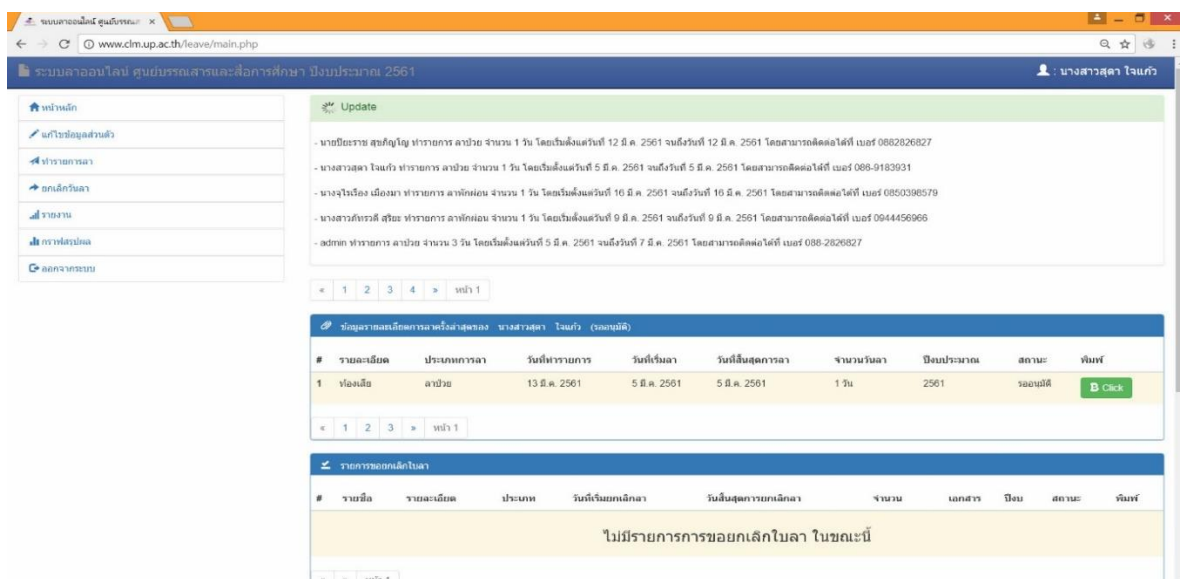 ระบบลาออนไลน์ ศูนย์บรรณส
www.clm.up.ac.th/leave/main.php
ระบบลาออนไลน์ ศูนย์บรรณสารและสื่อการศึกษา ปีงบประมาณ 2561
: นางสาวสุดา ใจแก้ว
หน้าหลัก
แก้ไขข้อมูลส่วนตัว
ทำรายการลา
ยกเลิกวันลา
รายงาน
กราฟสรุปผล
ออกจากระบบ
Update
- นายปิยะราช สุขภิญโญ ทำรายการ ลาป่วย จำนวน 1 วัน โดยเริ่มตั้งแต่วันที่ 12 มี.ค. 2561 จนถึงวันที่ 12 มี.ค. 2561 โดยสามารถติดต่อได้ที่ เบอร์ 0882826827
- นางสาวสุดา ใจแก้ว ทำรายการ ลาป่วย จำนวน 1 วัน โดยเริ่มตั้งแต่วันที่ 5 มี.ค. 2561 จนถึงวันที่ 5 มี.ค. 2561 โดยสามารถติดต่อได้ที่ เบอร์ 086-9183931
- นางจุไรเรือง เมืองมา ทำรายการ ลาพักผ่อน จำนวน 1 วัน โดยเริ่มตั้งแต่วันที่ 16 มี.ค. 2561 จนถึงวันที่ 16 มี.ค. 2561 โดยสามารถติดต่อได้ที่ เบอร์ 0850398579
- นางสาวภัทรวดี สุริยะ ทำรายการ ลาพักผ่อน จำนวน 1 วัน โดยเริ่มตั้งแต่วันที่ 9 มี.ค. 2561 จนถึงวันที่ 9 มี.ค. 2561 โดยสามารถติดต่อได้ที่ เบอร์ 0944456966
- admin ทำรายการ ลาป่วย จำนวน 3 วัน โดยเริ่มตั้งแต่วันที่ 5 มี.ค. 2561 จนถึงวันที่ 7 มี.ค. 2561 โดยสามารถติดต่อได้ที่ เบอร์ 088-2826827
« 1 2 3 4 » หน้า 1
ข้อมูลรายละเอียดการลาครั้งล่าสุดของ นางสาวสุดา ใจแก้ว (รออนุมัติ)
# รายละเอียด ประเภทการลา วันที่ทำรายการ วันที่เริ่มลา วันที่สิ้นสุดการลา จำนวนวันลา ปีงบประมาณ สถานะ พิมพ์
1 ท้องเสีย ลาป่วย 13 มี.ค. 2561 5 มี.ค. 2561 5 มี.ค. 2561 1 วัน 2561 รออนุมัติ Click
« 1 2 3 » หน้า 1
รายการขอยกเลิกใบลา
# รายชื่อ รายละเอียด ประเภท วันที่เริ่มยกเลิกลา วันสิ้นสุดการยกเลิกลา จำนวน เอกสาร ปีงบ สถานะ พิมพ์
ไม่มีรายการการขอยกเลิกใบลา ในขณะนี้